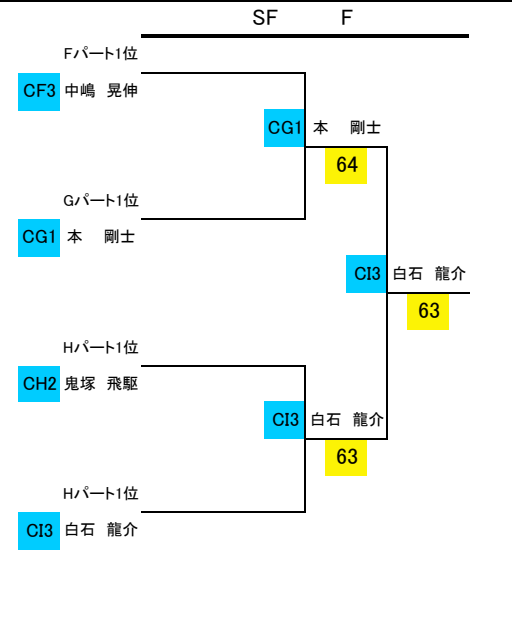 SF F
Fパート1位
CF3 中嶋 晃伸
CG1 本 剛士
64
Gパート1位
CG1 本 剛士
CI3 白石 龍介
63
Hパート1位
CH2 鬼塚 飛駆
CI3 白石 龍介
63
Hパート1位
CI3 白石 龍介